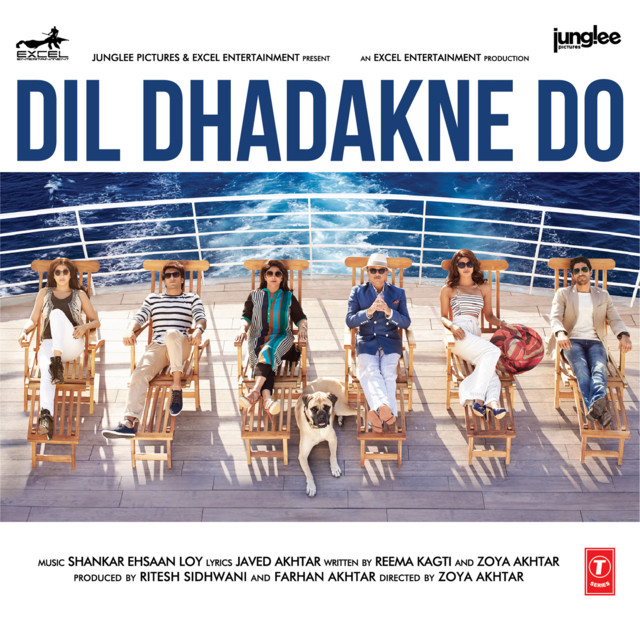 EXCEL
ENTERTAINMENT
junglee
pictures
JUNGLEE PICTURES & EXCEL ENTERTAINMENT PRESENT
AN EXCEL ENTERTAINMENT PRODUCTION
DIL DHADAKNE DO
MUSIC SHANKAR EHSAAN LOY LYRICS JAVED AKHTAR WRITTEN BY REEMA KAGTI AND ZOYA AKHTAR
PRODUCED BY RITESH SIDHWANI AND FARHAN AKHTAR DIRECTED BY ZOYA AKHTAR
T
SERIES